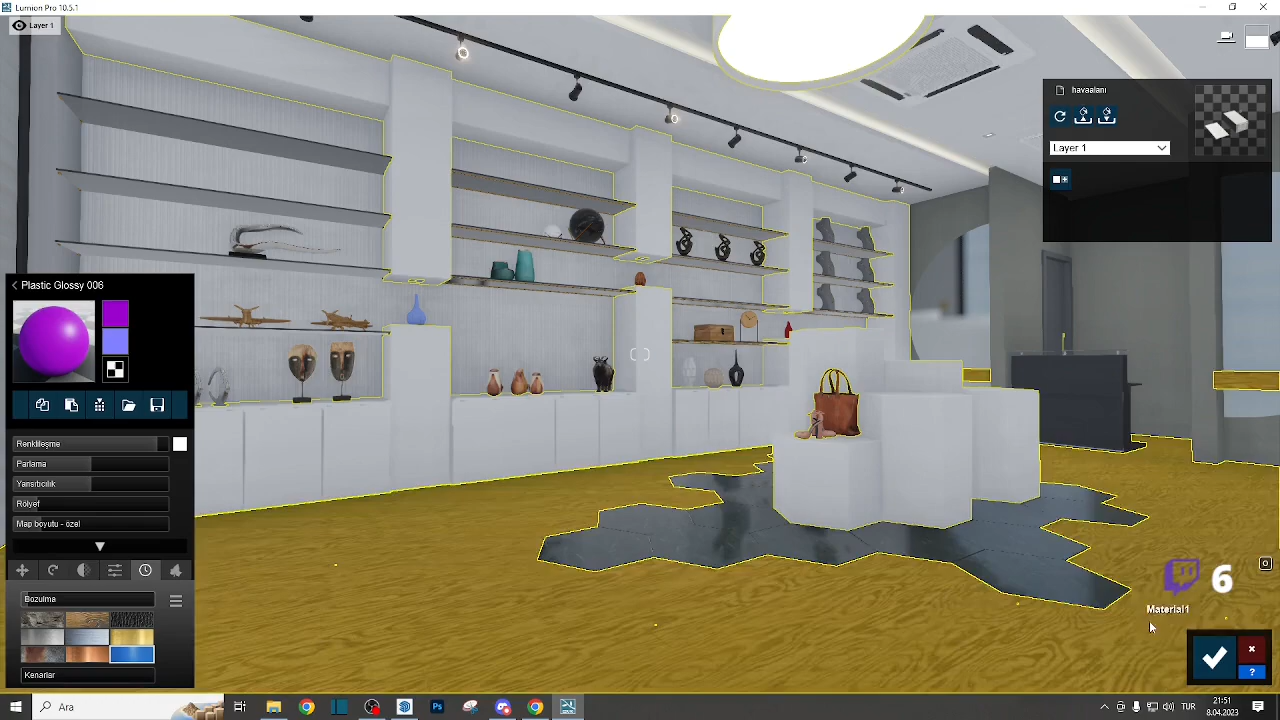 Lumion Pro 10.5.1
Layer 1
havaalanı
Layer 1
Plastic Glossy 006
Renklileşme
Parlama
Yansıtıcılık
Rölyef
Map boyutu - özel
Bozulma
Kenarlar
6
Material1
?
Ara
Ps
TUR
21:51
8.04.2023